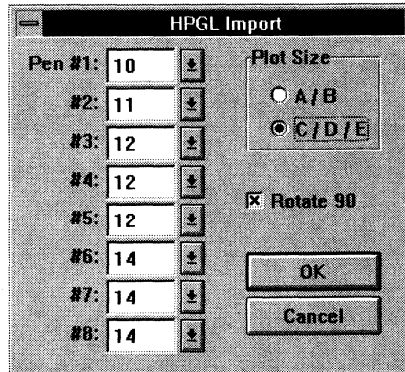 HPGL Import
Pen #1: 10
#2: 11
#3: 12
#4: 12
#5: 12
#6: 14
#7: 14
#8: 14
Plot Size
A / B
C / D / E
Rotate 90
OK
Cancel